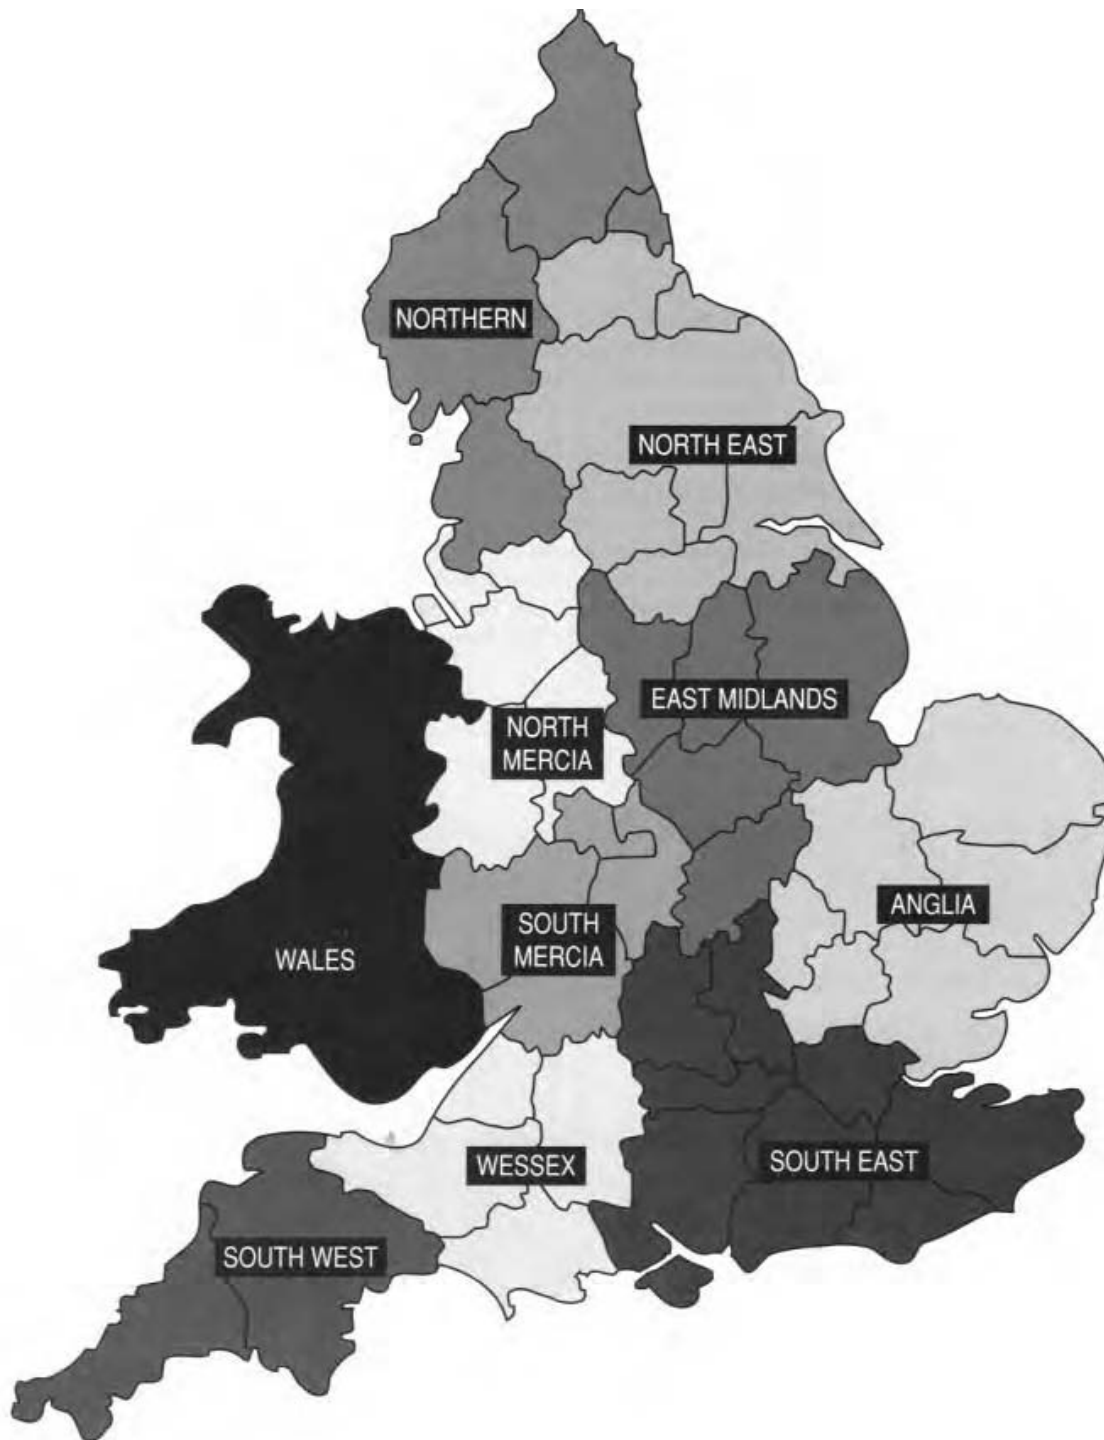 NORTHERN
NORTH EAST
EAST MIDLANDS
NORTH
MERCIA
ANGLIA
SOUTH
MERCIA
WALES
WESSEX
SOUTH EAST
SOUTH WEST